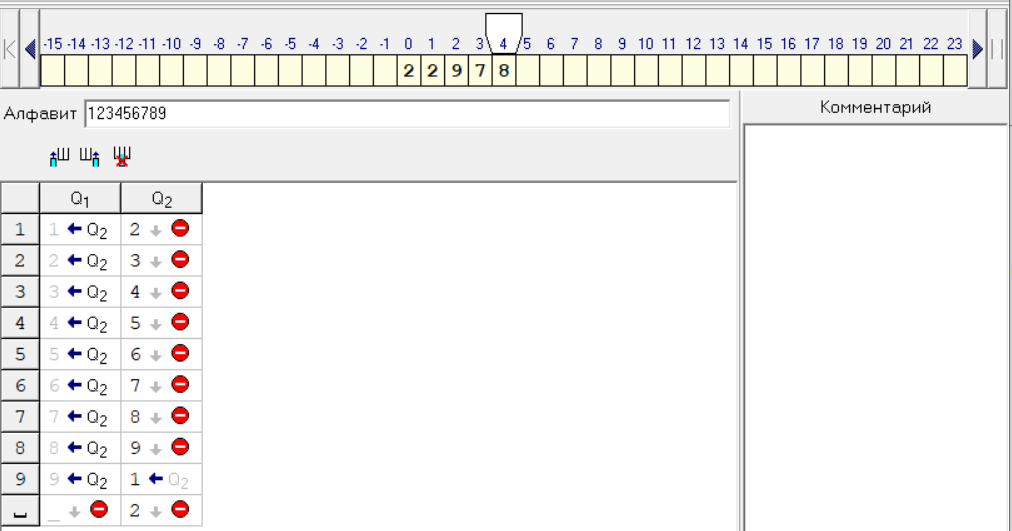 -15 -14 -13 -12 -11 -10 -9 -8 -7 -6 -5 -4 -3 -2 -1 0 1 2 3 4 5 6 7 8 9 10 11 12 13 14 15 16 17 18 19 20 21 22 23
2 2 9 7 8
Алфавит 123456789
Комментарий
Q1 Q2
1 1 ← Q2 2 ↓
2 2 ← Q2 3 ↓
3 3 ← Q2 4 ↓
4 4 ← Q2 5 ↓
5 5 ← Q2 6 ↓
6 6 ← Q2 7 ↓
7 7 ← Q2 8 ↓
8 8 ← Q2 9 ↓
9 9 ← Q2 1 ← Q2
␣ _ ↓ 2 ↓